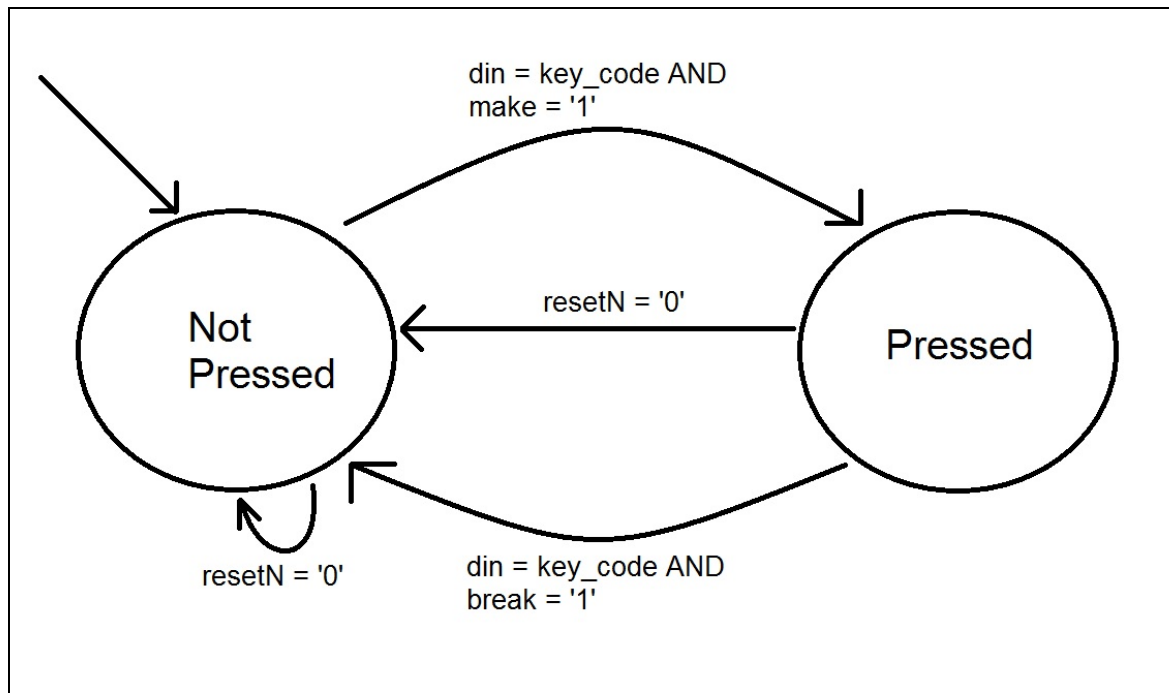 din = key_code AND
make = '1'
resetN = '0'
Not
Pressed
Pressed
resetN = '0'
din = key_code AND
break = '1'